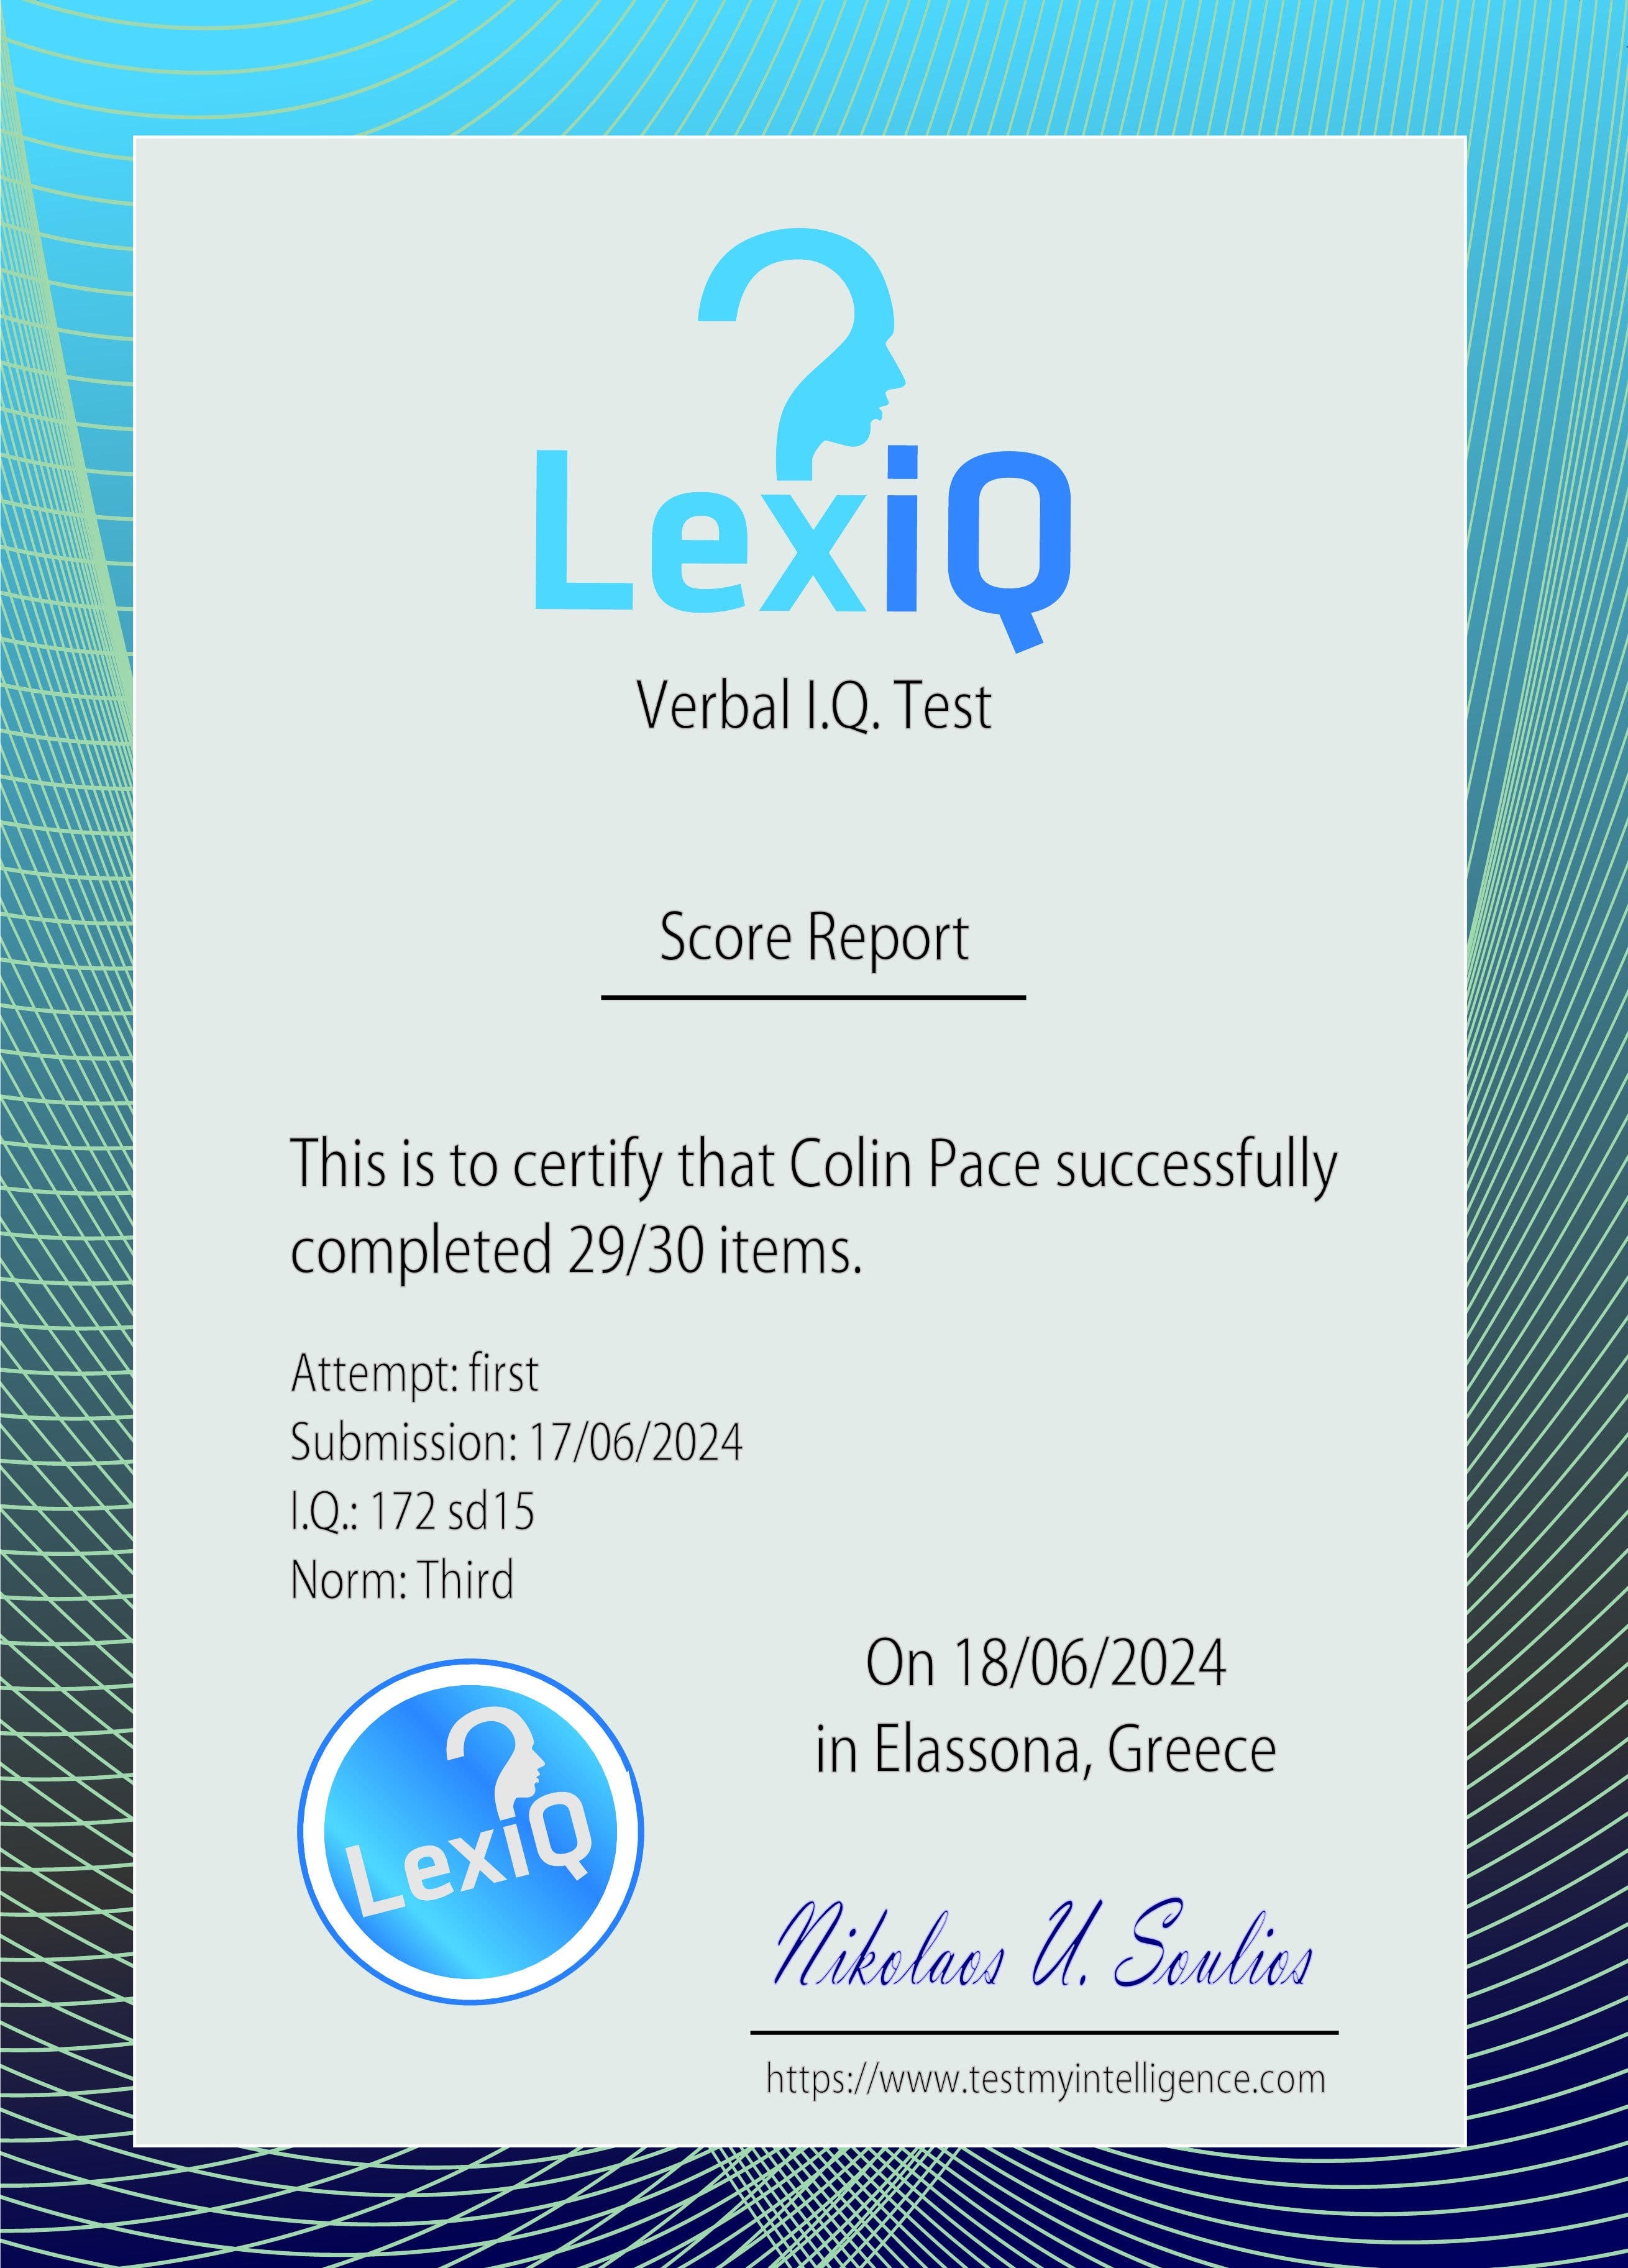 LexiQ
Verbal I.Q. Test
Score Report
This is to certify that Colin Pace successfully
completed 29/30 items.
Attempt: first
Submission: 17/06/2024
I.Q.: 172 sd15
Norm: Third
On 18/06/2024
in Elassona, Greece
LexiQ
Nikolaos U. Soulios
https://www.testmyintelligence.com